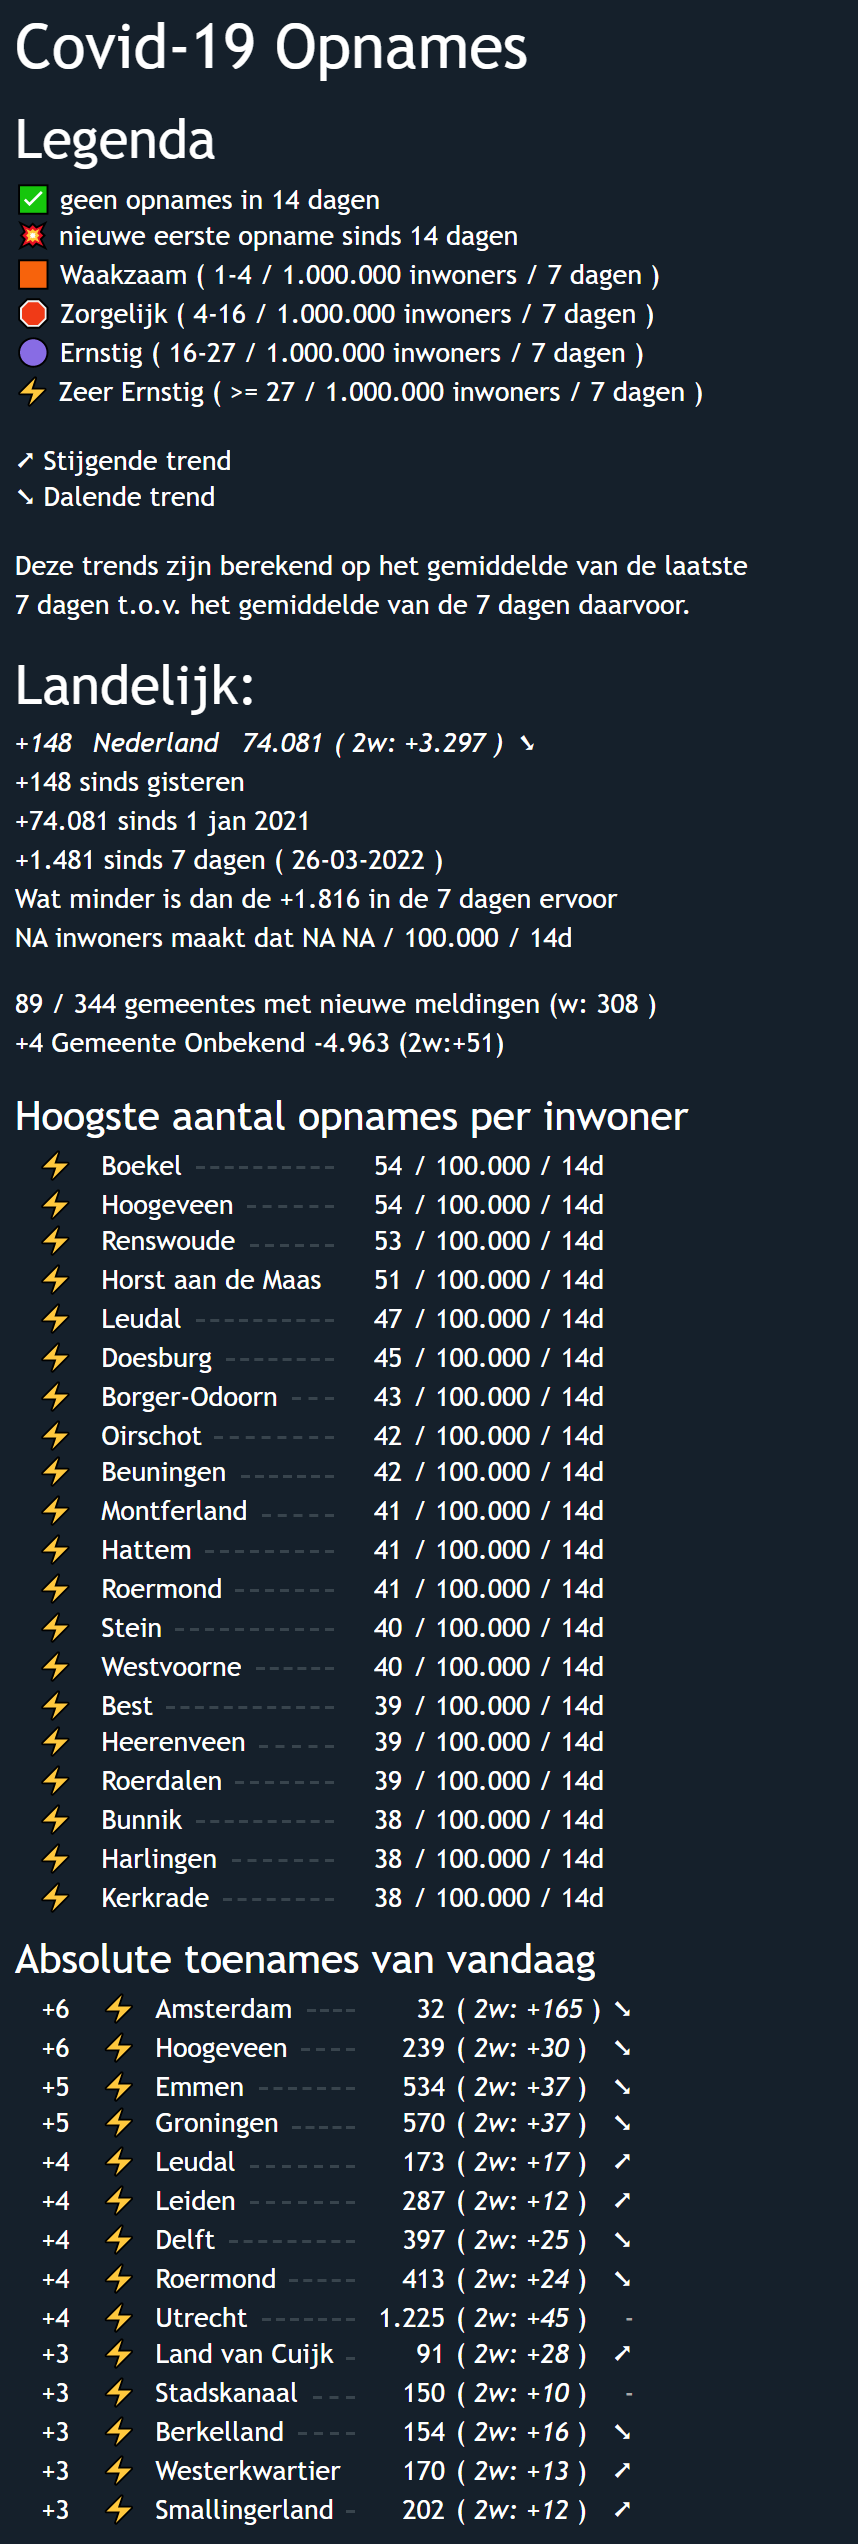 Covid-19 Opnames
Legenda
✅ geen opnames in 14 dagen
💥 nieuwe eerste opname sinds 14 dagen
🟧 Waakzaam ( 1-4 / 1.000.000 inwoners / 7 dagen )
🛑 Zorgelijk ( 4-16 / 1.000.000 inwoners / 7 dagen )
🟣 Ernstig ( 16-27 / 1.000.000 inwoners / 7 dagen )
⚡ Zeer Ernstig ( >= 27 / 1.000.000 inwoners / 7 dagen )
➚ Stijgende trend
➘ Dalende trend
Deze trends zijn berekend op het gemiddelde van de laatste
7 dagen t.o.v. het gemiddelde van de 7 dagen daarvoor.
Landelijk:
+148 Nederland 74.081 ( 2w: +3.297 ) ➘
+148 sinds gisteren
+74.081 sinds 1 jan 2021
+1.481 sinds 7 dagen ( 26-03-2022 )
Wat minder is dan de +1.816 in de 7 dagen ervoor
NA inwoners maakt dat NA NA / 100.000 / 14d
89 / 344 gemeentes met nieuwe meldingen (w: 308 )
+4 Gemeente Onbekend -4.963 (2w:+51)
Hoogste aantal opnames per inwoner
⚡ Boekel ---------- 54 / 100.000 / 14d
⚡ Hoogeveen ------ 54 / 100.000 / 14d
⚡ Renswoude ------ 53 / 100.000 / 14d
⚡ Horst aan de Maas 51 / 100.000 / 14d
⚡ Leudal ---------- 47 / 100.000 / 14d
⚡ Doesburg -------- 45 / 100.000 / 14d
⚡ Borger-Odoorn --- 43 / 100.000 / 14d
⚡ Oirschot --------- 42 / 100.000 / 14d
⚡ Beuningen ------- 42 / 100.000 / 14d
⚡ Montferland ----- 41 / 100.000 / 14d
⚡ Hattem --------- 41 / 100.000 / 14d
⚡ Roermond ------- 41 / 100.000 / 14d
⚡ Stein ----------- 40 / 100.000 / 14d
⚡ Westvoorne ------ 40 / 100.000 / 14d
⚡ Best ------------ 39 / 100.000 / 14d
⚡ Heerenveen ----- 39 / 100.000 / 14d
⚡ Roerdalen ------- 39 / 100.000 / 14d
⚡ Bunnik ---------- 38 / 100.000 / 14d
⚡ Harlingen ------- 38 / 100.000 / 14d
⚡ Kerkrade -------- 38 / 100.000 / 14d
Absolute toenames van vandaag
+6 ⚡ Amsterdam ---- 32 ( 2w: +165 ) ➘
+6 ⚡ Hoogeveen ---- 239 ( 2w: +30 ) ➘
+5 ⚡ Emmen ------- 534 ( 2w: +37 ) ➘
+5 ⚡ Groningen ----- 570 ( 2w: +37 ) ➘
+4 ⚡ Leudal -------- 173 ( 2w: +17 ) ➚
+4 ⚡ Leiden -------- 287 ( 2w: +12 ) ➚
+4 ⚡ Delft --------- 397 ( 2w: +25 ) ➘
+4 ⚡ Roermond ----- 413 ( 2w: +24 ) ➘
+4 ⚡ Utrecht ------- 1.225 ( 2w: +45 ) -
+3 ⚡ Land van Cuijk - 91 ( 2w: +28 ) ➚
+3 ⚡ Stadskanaal --- 150 ( 2w: +10 ) -
+3 ⚡ Berkelland ---- 154 ( 2w: +16 ) ➘
+3 ⚡ Westerkwartier 170 ( 2w: +13 ) ➚
+3 ⚡ Smallingerland - 202 ( 2w: +12 ) ➚